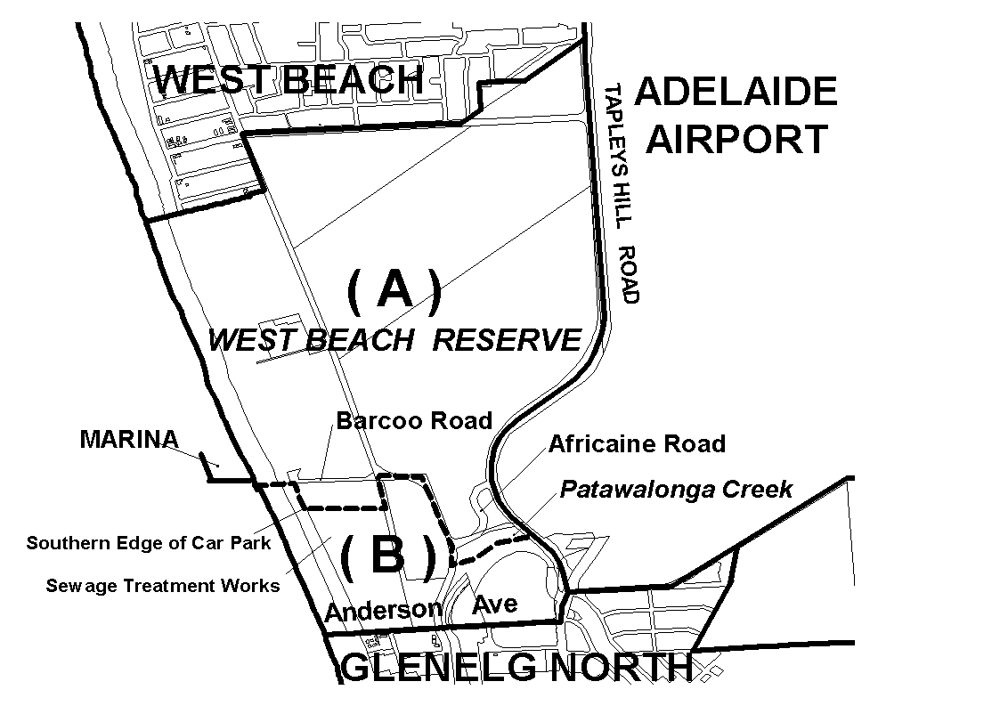 WEST BEACH
ADELAIDE
AIRPORT
TAPLEYS HILL ROAD
( A )
WEST BEACH RESERVE
Barcoo Road
MARINA
Africaine Road
Patawalonga Creek
Southern Edge of Car Park
( B )
Sewage Treatment Works
Anderson Ave
GLENELG NORTH